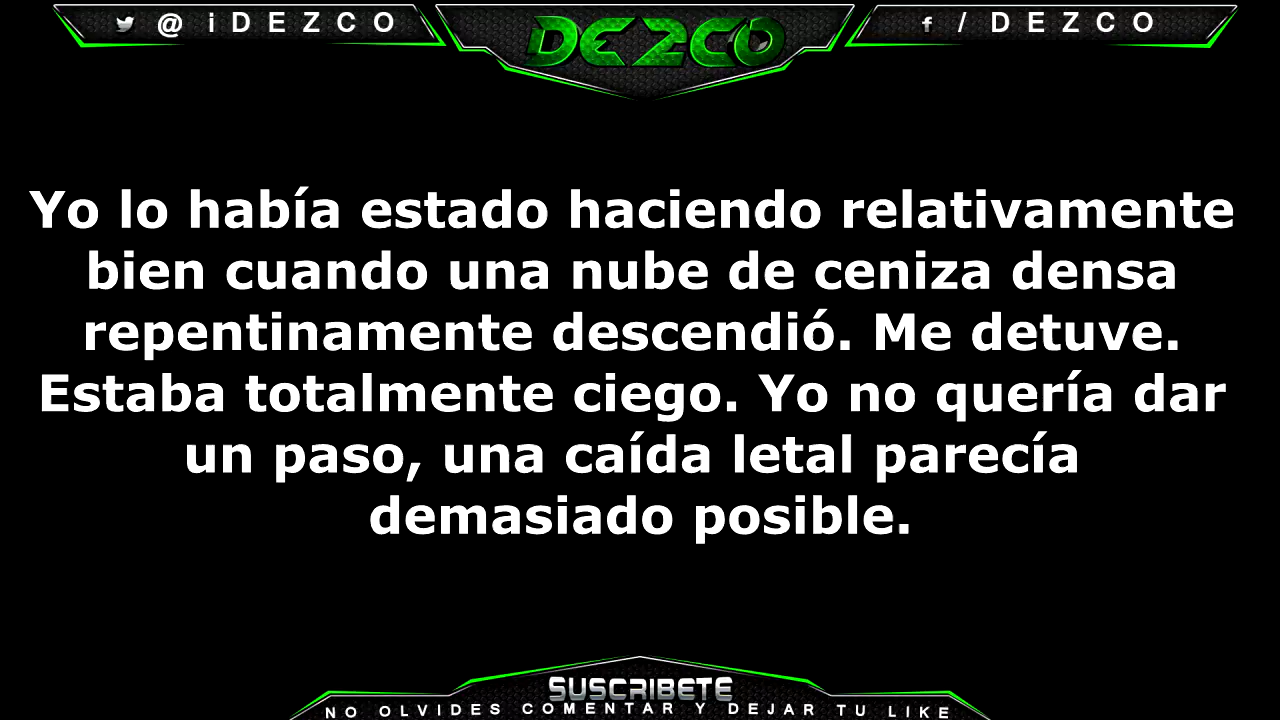 @iDEZCO
DEZCO
f / DEZCO
Yo lo había estado haciendo relativamente
bien cuando una nube de ceniza densa
repentinamente descendió. Me detuve.
Estaba totalmente ciego. Yo no quería dar
un paso, una caída letal parecía
demasiado posible.
SUSCRIBETE
NO OLVIDES COMENTAR Y DEJAR TU LIKE